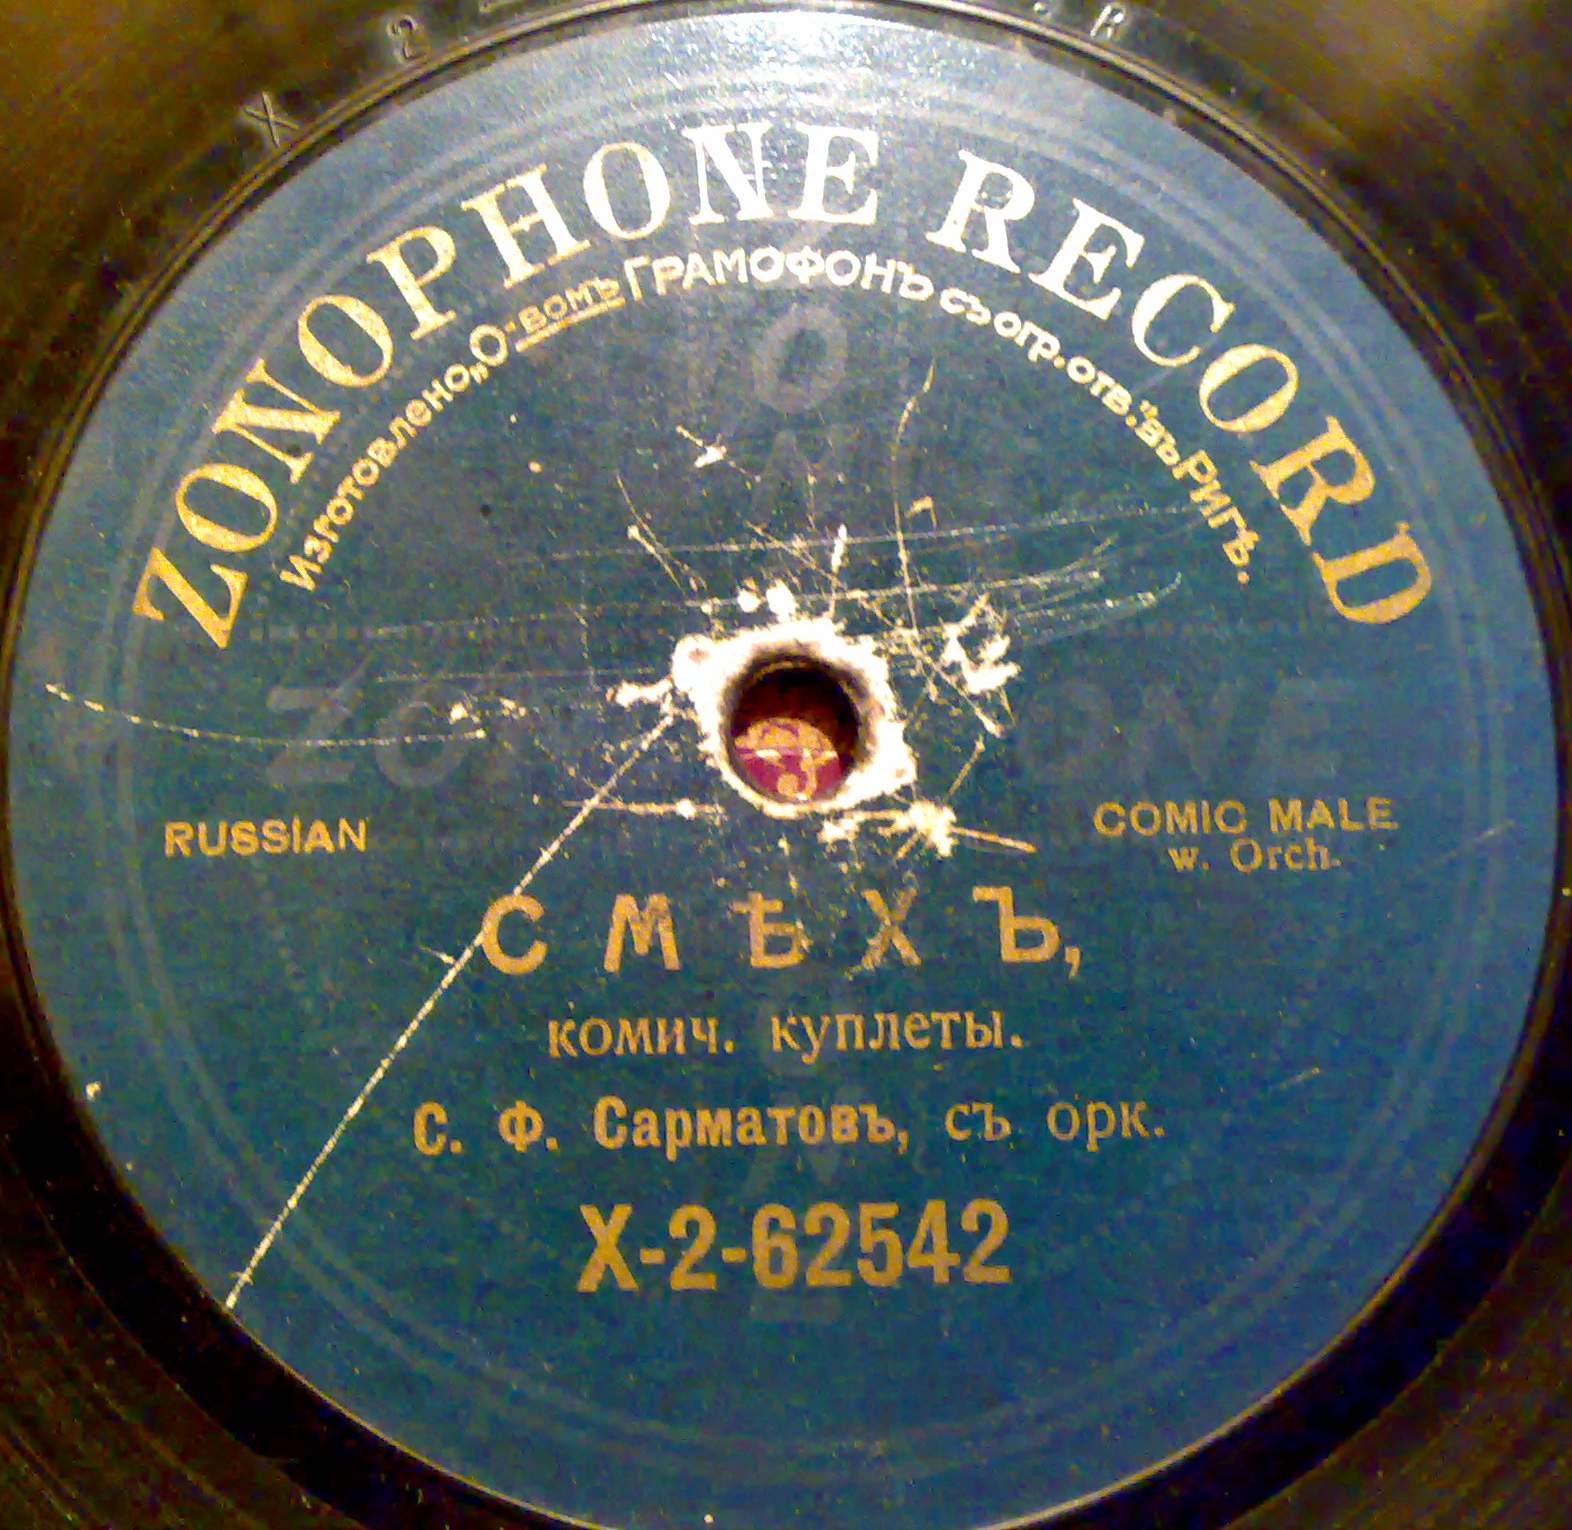 ZONOPHONE RECORD
Изготовлено „О-вомъ Грамофонъ съ огр. отв.“ въ Ригѣ.
RUSSIAN
COMIC MALE
w. Orch.
СМѢХЪ,
комич. куплеты.
С. Ф. Сарматовъ, съ орк.
X-2-62542